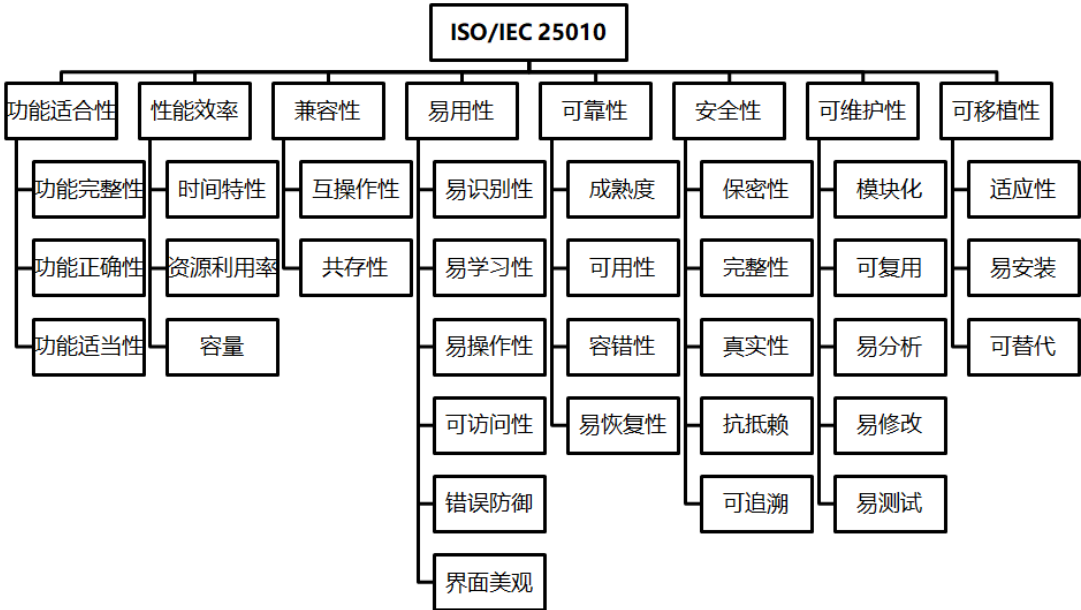 ISO/IEC 25010
功能适合性
性能效率
兼容性
易用性
可靠性
安全性
可维护性
可移植性
功能完整性
时间特性
互操作性
易识别性
成熟度
保密性
模块化
适应性
功能正确性
资源利用率
共存性
易学习性
可用性
完整性
可复用
易安装
功能适当性
容量
易操作性
容错性
真实性
易分析
可替代
可访问性
易恢复性
抗抵赖
易修改
错误防御
可追溯
易测试
界面美观